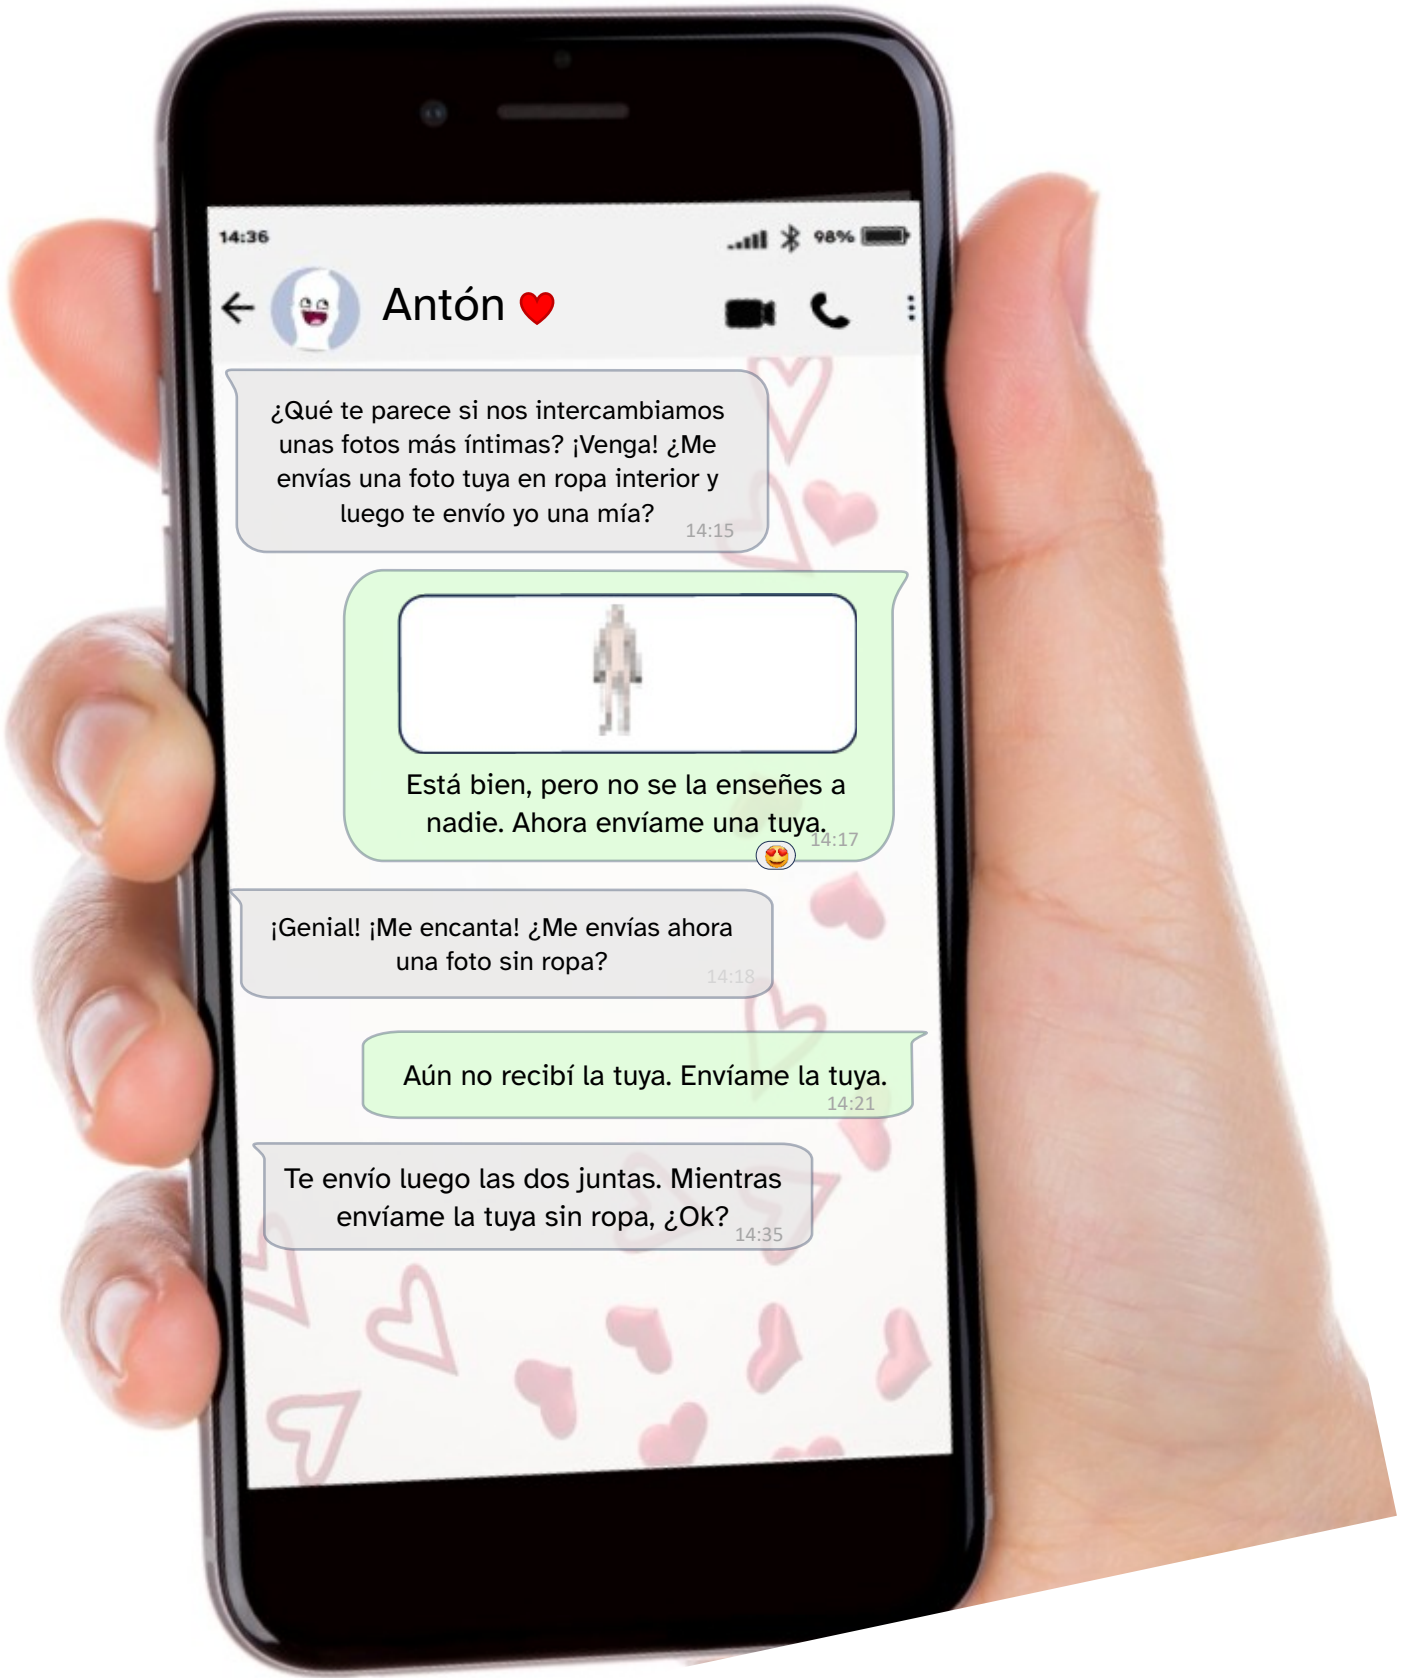 14:36
98%
Antón
¿Qué te parece si nos intercambiamos
unas fotos más íntimas? ¡Venga! ¿Me
envías una foto tuya en ropa interior y
luego te envío yo una mía?
14:15
Está bien, pero no se la enseñes a
nadie. Ahora envíame una tuya.
14:17
¡Genial! ¡Me encanta! ¿Me envías ahora
una foto sin ropa?
14:18
Aún no recibí la tuya. Envíame la tuya.
14:21
Te envío luego las dos juntas. Mientras
envíame la tuya sin ropa, ¿Ok?
14:35